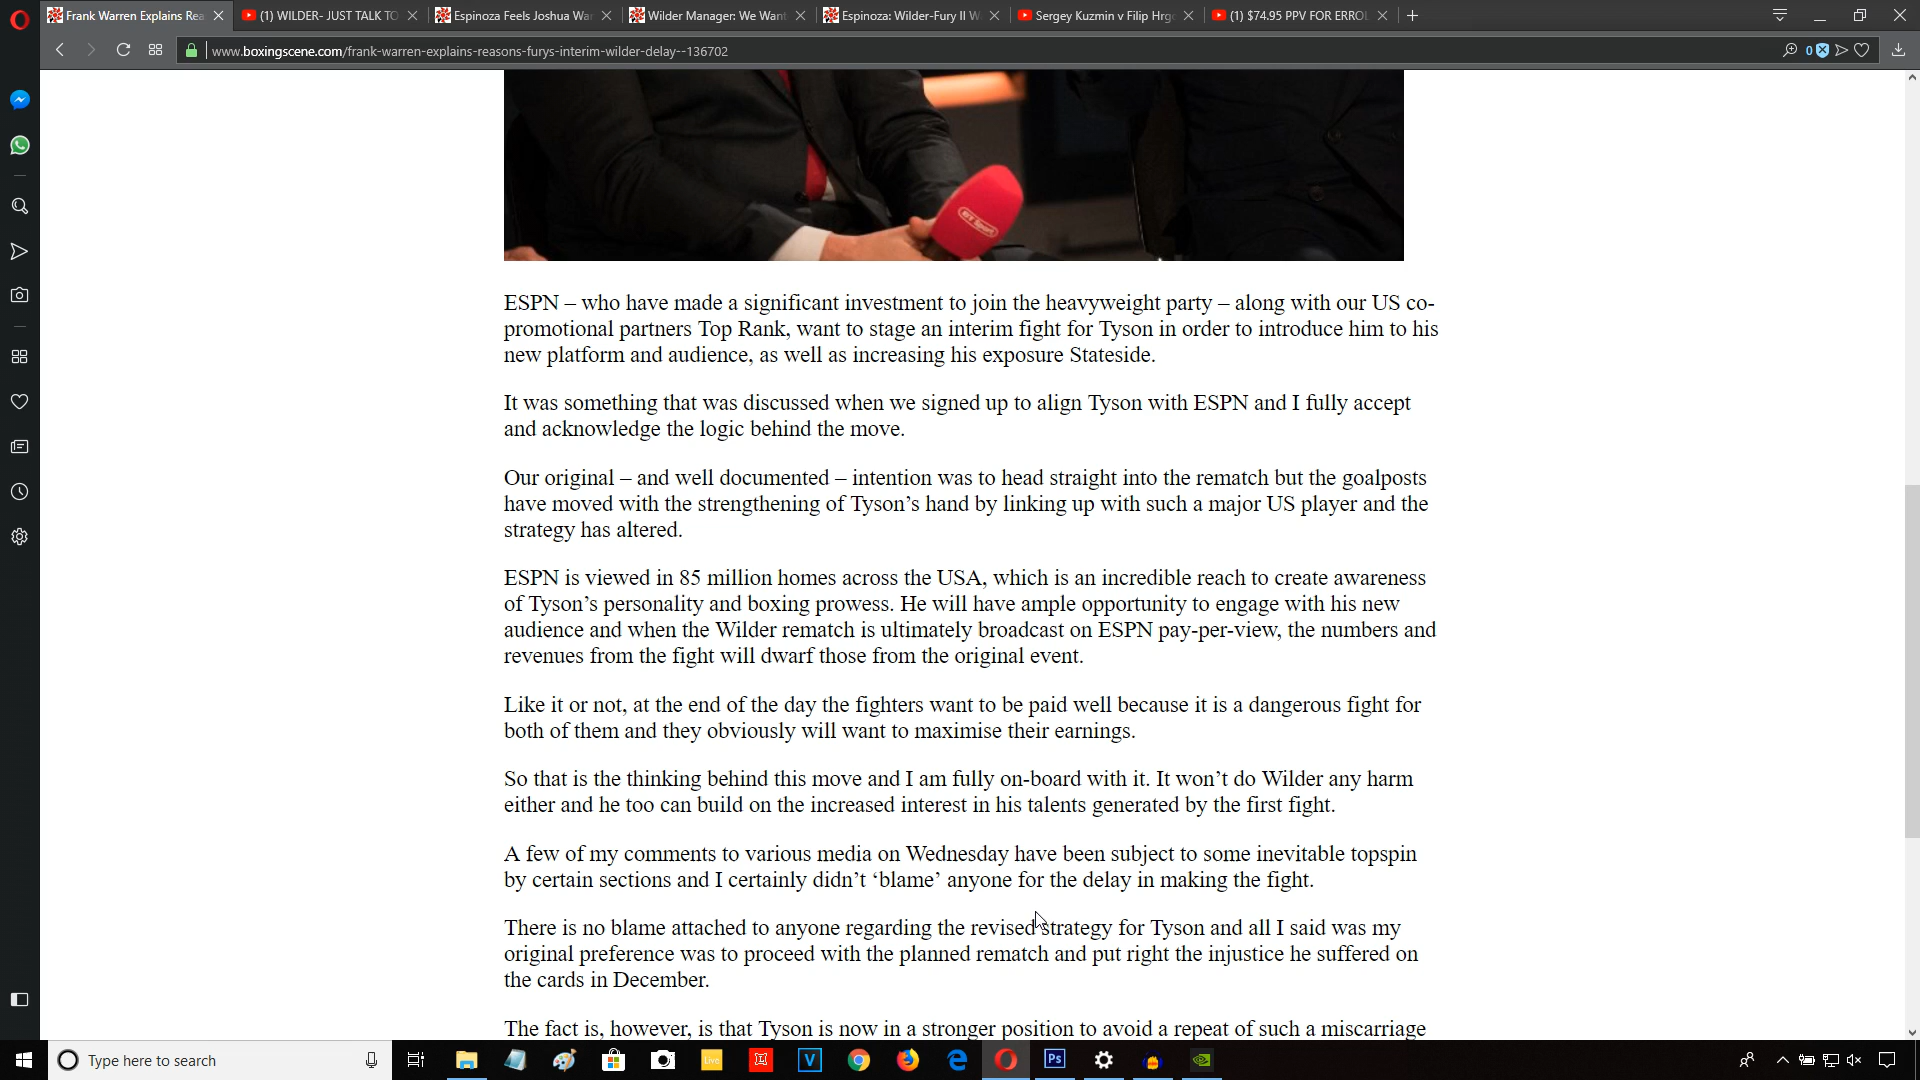 Frank Warren Explains Rea
(1) WILDER- JUST TALK TO
Espinoza Feels Joshua Wa
Wilder Manager: We Want
Espinoza: Wilder-Fury II W
Sergey Kuzmin v Filip Hrg
(1) $74.95 PPV FOR ERROL
www.boxingscene.com/frank-warren-explains-reasons-furys-interim-wilder-delay--136702
0
BT Sport
ESPN – who have made a significant investment to join the heavyweight party – along with our US co-
promotional partners Top Rank, want to stage an interim fight for Tyson in order to introduce him to his
new platform and audience, as well as increasing his exposure Stateside.
It was something that was discussed when we signed up to align Tyson with ESPN and I fully accept
and acknowledge the logic behind the move.
Our original – and well documented – intention was to head straight into the rematch but the goalposts
have moved with the strengthening of Tyson’s hand by linking up with such a major US player and the
strategy has altered.
ESPN is viewed in 85 million homes across the USA, which is an incredible reach to create awareness
of Tyson’s personality and boxing prowess. He will have ample opportunity to engage with his new
audience and when the Wilder rematch is ultimately broadcast on ESPN pay-per-view, the numbers and
revenues from the fight will dwarf those from the original event.
Like it or not, at the end of the day the fighters want to be paid well because it is a dangerous fight for
both of them and they obviously will want to maximise their earnings.
So that is the thinking behind this move and I am fully on-board with it. It won’t do Wilder any harm
either and he too can build on the increased interest in his talents generated by the first fight.
A few of my comments to various media on Wednesday have been subject to some inevitable topspin
by certain sections and I certainly didn’t ‘blame’ anyone for the delay in making the fight.
There is no blame attached to anyone regarding the revised strategy for Tyson and all I said was my
original preference was to proceed with the planned rematch and put right the injustice he suffered on
the cards in December.
The fact is, however, is that Tyson is now in a stronger position to avoid a repeat of such a miscarriage
Type here to search
Live
V
Ps